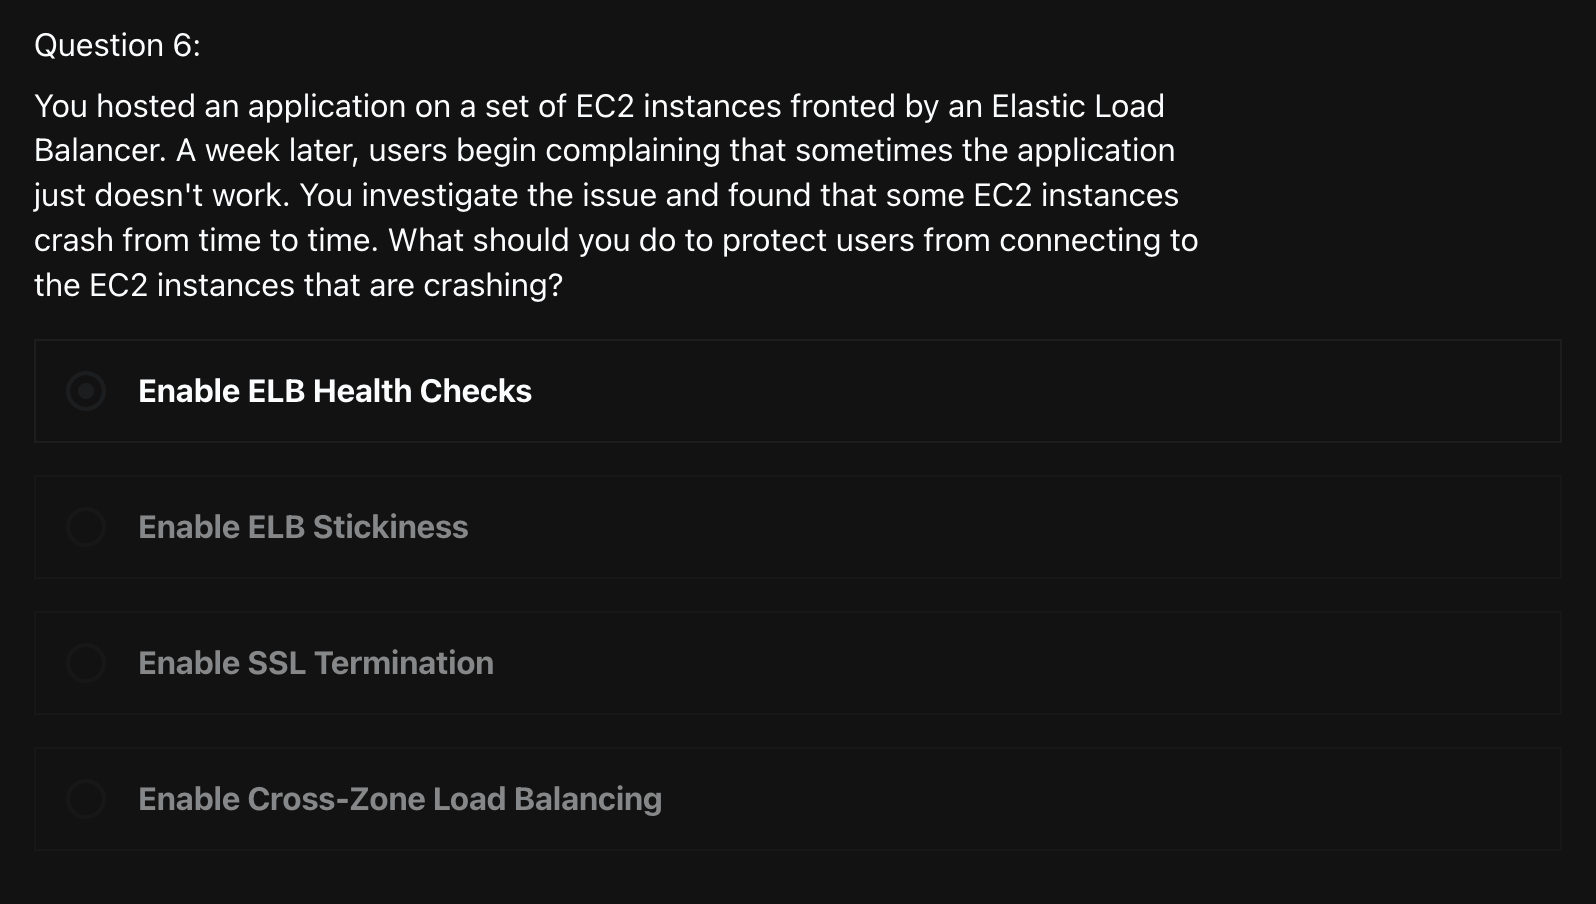 Question 6:
You hosted an application on a set of EC2 instances fronted by an Elastic Load
Balancer. A week later, users begin complaining that sometimes the application
just doesn't work. You investigate the issue and found that some EC2 instances
crash from time to time. What should you do to protect users from connecting to
the EC2 instances that are crashing?
Enable ELB Health Checks
Enable ELB Stickiness
Enable SSL Termination
Enable Cross-Zone Load Balancing